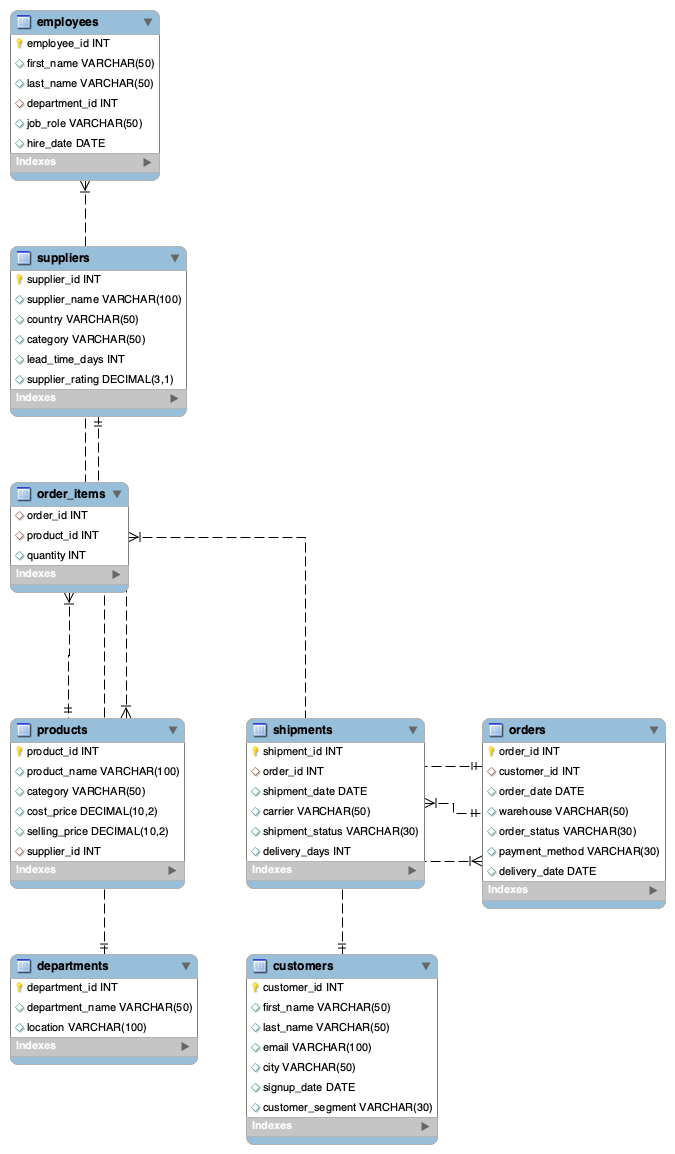 employees
employee_id INT
first_name VARCHAR(50)
last_name VARCHAR(50)
department_id INT
job_role VARCHAR(50)
hire_date DATE
Indexes
suppliers
supplier_id INT
supplier_name VARCHAR(100)
country VARCHAR(50)
category VARCHAR(50)
lead_time_days INT
supplier_rating DECIMAL(3,1)
Indexes
order_items
order_id INT
product_id INT
quantity INT
Indexes
products
product_id INT
product_name VARCHAR(100)
category VARCHAR(50)
cost_price DECIMAL(10,2)
selling_price DECIMAL(10,2)
supplier_id INT
Indexes
shipments
shipment_id INT
order_id INT
shipment_date DATE
carrier VARCHAR(50)
shipment_status VARCHAR(30)
delivery_days INT
Indexes
orders
order_id INT
customer_id INT
order_date DATE
warehouse VARCHAR(50)
order_status VARCHAR(30)
payment_method VARCHAR(30)
delivery_date DATE
Indexes
departments
department_id INT
department_name VARCHAR(50)
location VARCHAR(100)
Indexes
customers
customer_id INT
first_name VARCHAR(50)
last_name VARCHAR(50)
email VARCHAR(100)
city VARCHAR(50)
signup_date DATE
customer_segment VARCHAR(30)
Indexes